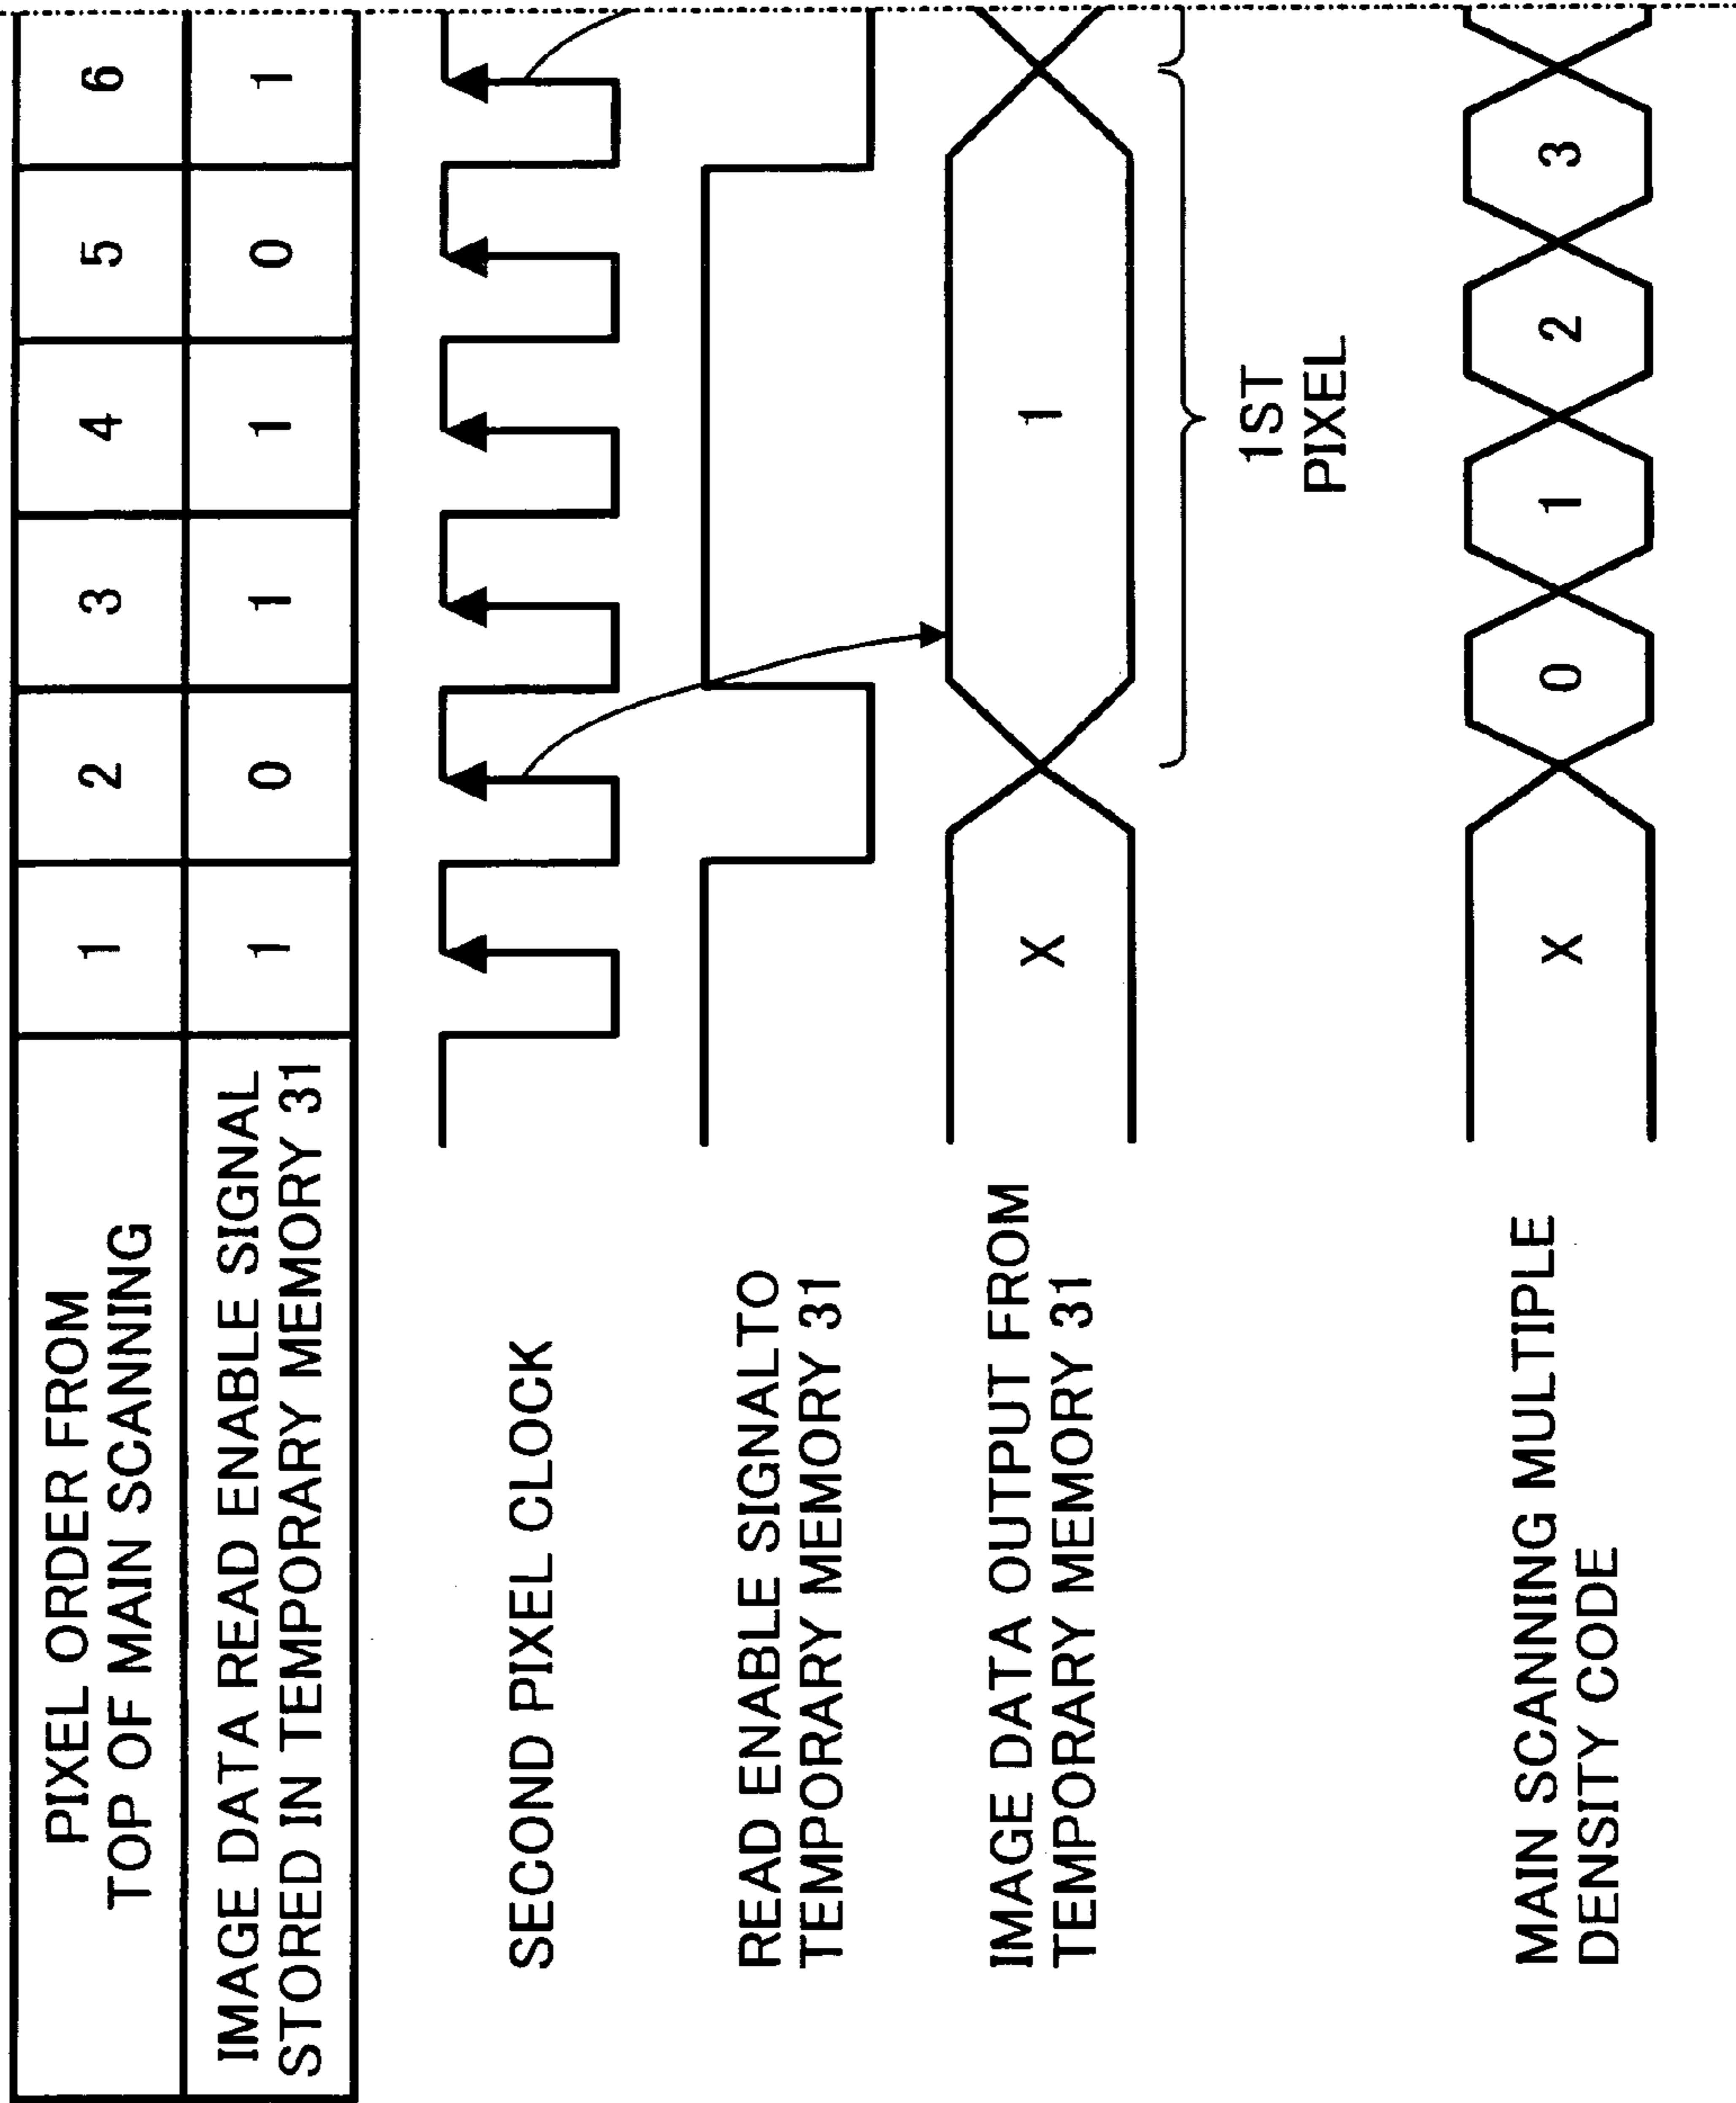 PIXEL ORDER FROM
TOP OF MAIN SCANNING
1 2 3 4 5 6
IMAGE DATA READ ENABLE SIGNAL
STORED IN TEMPORARY MEMORY 31
1 0 1 1 0 1
SECOND PIXEL CLOCK
READ ENABLE SIGNALTO
TEMPORARY MEMORY 31
IMAGE DATA OUTPUT FROM
TEMPORARY MEMORY 31
X 1
1ST
PIXEL
MAIN SCANNING MULTIPLE
DENSITY CODE
X 0 1 2 3